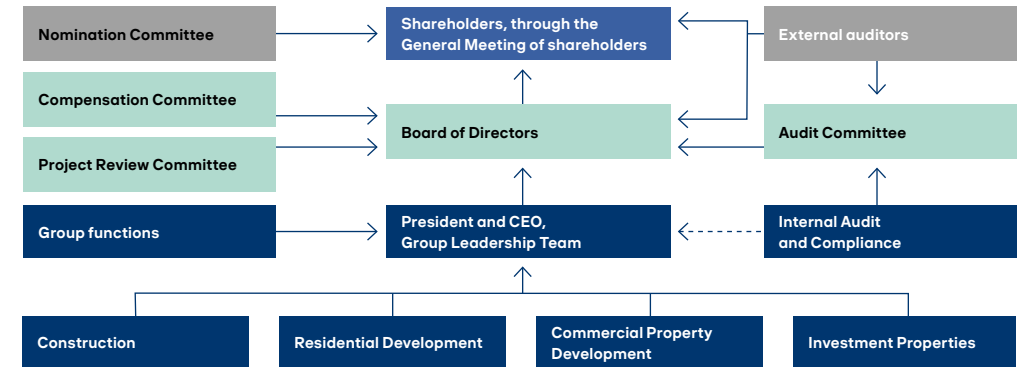 Nomination Committee
Shareholders, through the
General Meeting of shareholders
External auditors
Compensation Committee
Board of Directors
Audit Committee
Project Review Committee
Group functions
President and CEO,
Group Leadership Team
Internal Audit
and Compliance
Construction
Residential Development
Commercial Property
Development
Investment Properties